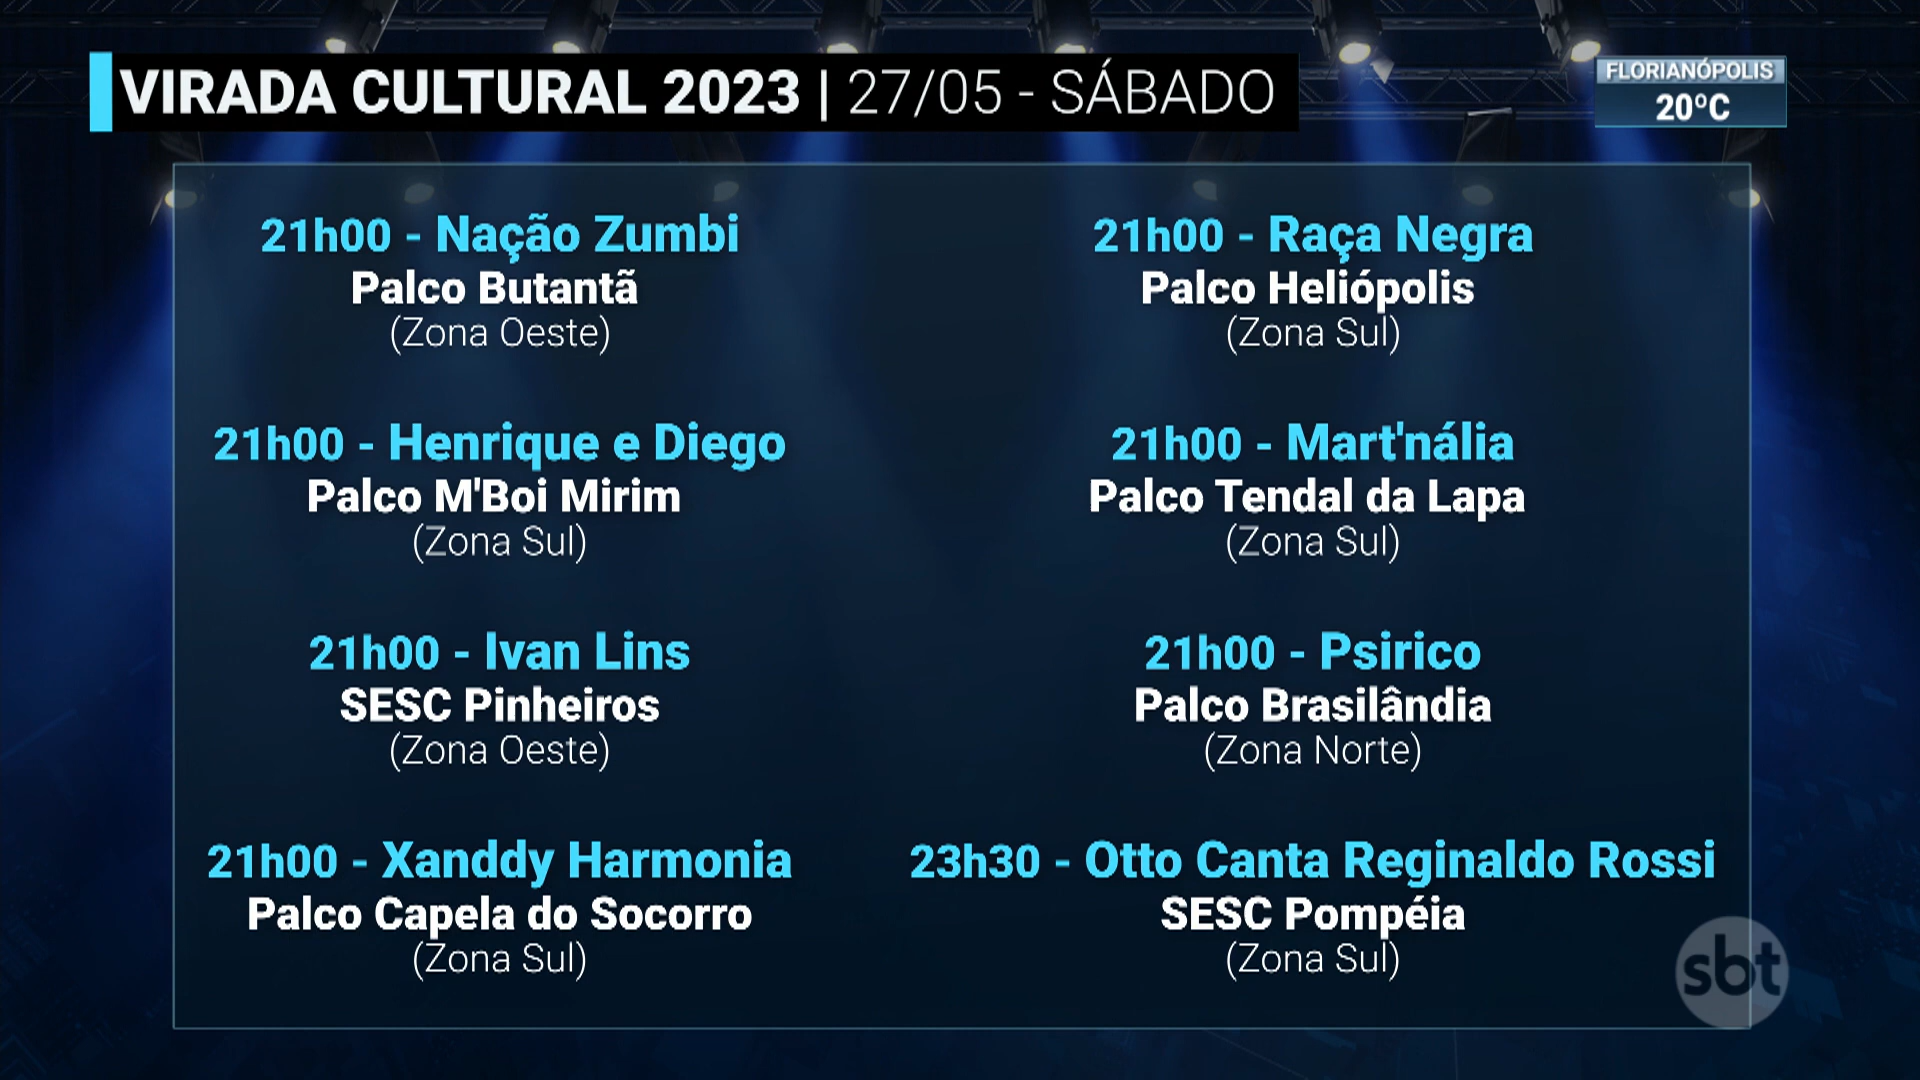 VIRADA CULTURAL 2023 | 27/05 - SÁBADO
FLORIANÓPOLIS
20ºC
21h00 - Nação Zumbi
Palco Butantã
(Zona Oeste)
21h00 - Raça Negra
Palco Heliópolis
(Zona Sul)
21h00 - Henrique e Diego
Palco M'Boi Mirim
(Zona Sul)
21h00 - Mart'nália
Palco Tendal da Lapa
(Zona Sul)
21h00 - Ivan Lins
SESC Pinheiros
(Zona Oeste)
21h00 - Psirico
Palco Brasilândia
(Zona Norte)
21h00 - Xanddy Harmonia
Palco Capela do Socorro
(Zona Sul)
23h30 - Otto Canta Reginaldo Rossi
SESC Pompéia
(Zona Sul)
sbt